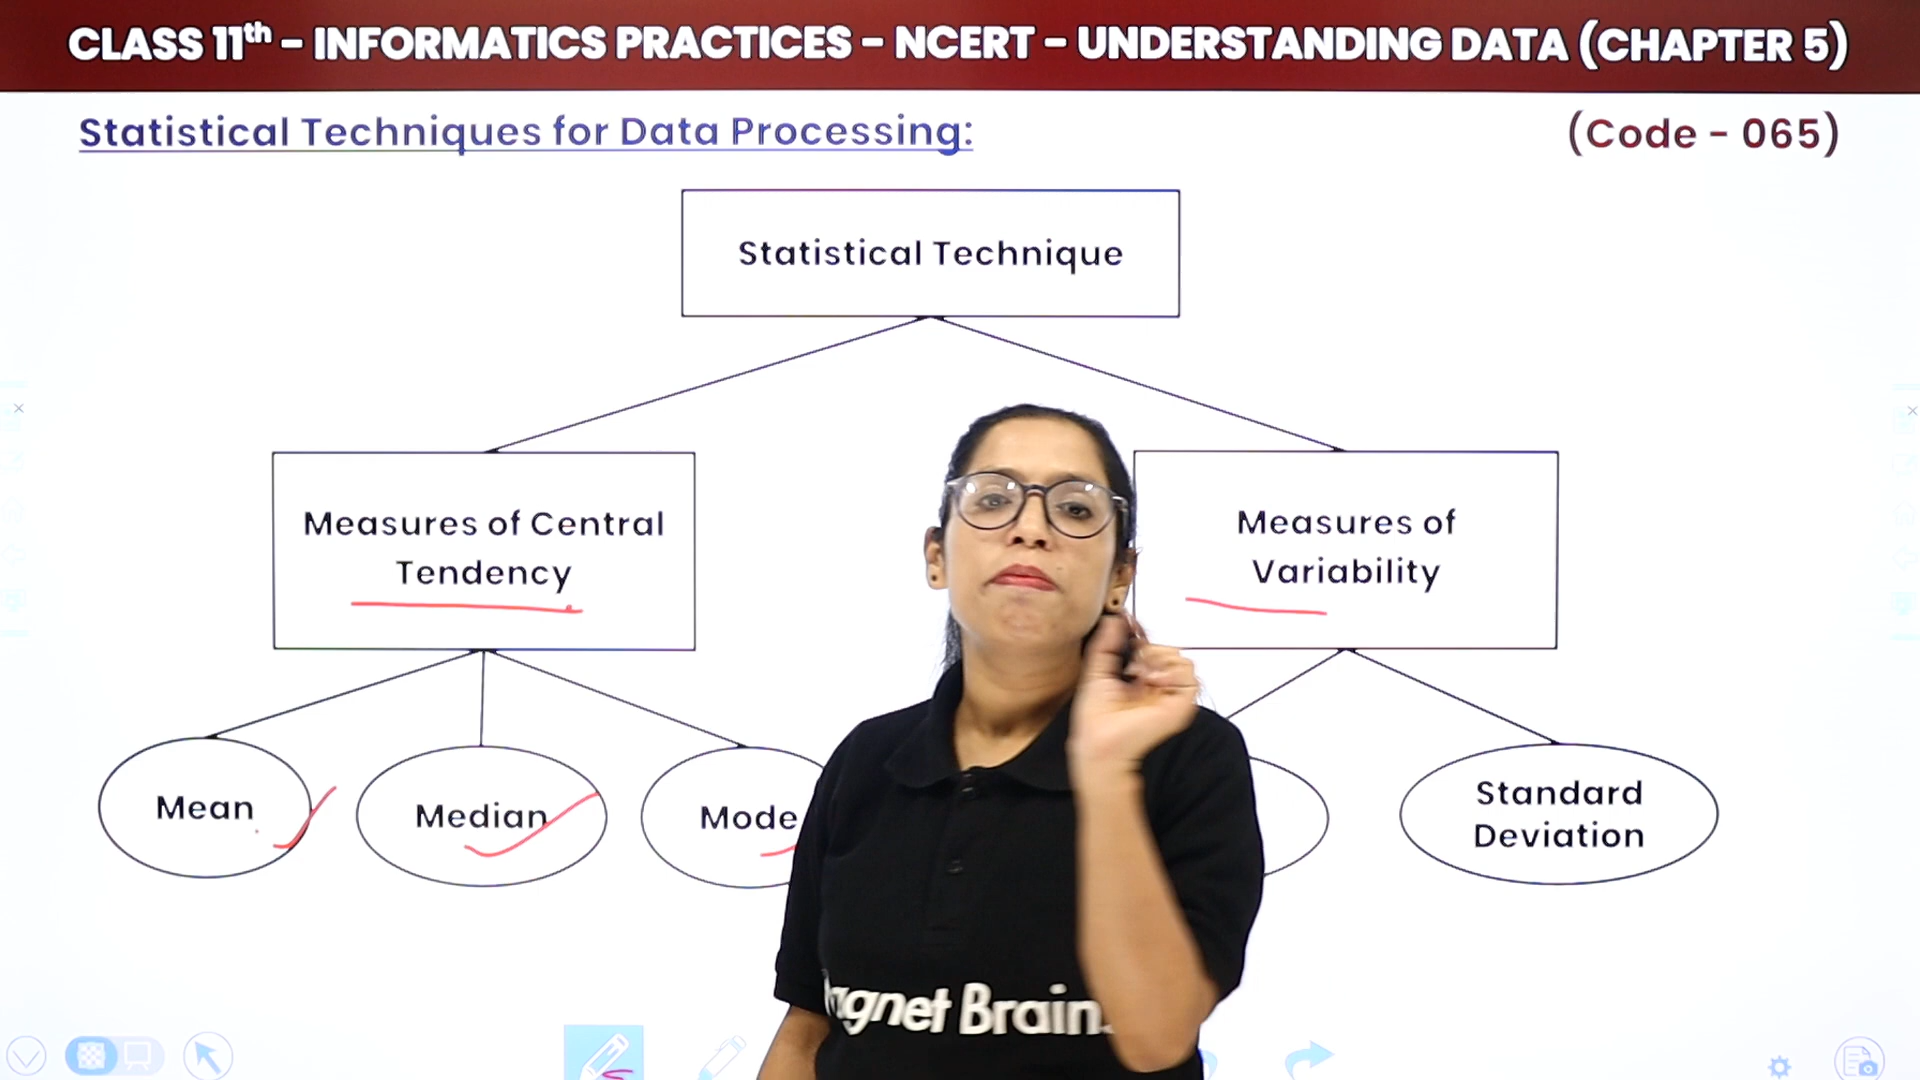 CLASS 11th - INFORMATICS PRACTICES - NCERT - UNDERSTANDING DATA (CHAPTER 5)
Statistical Techniques for Data Processing:
(Code - 065)
Statistical Technique
Measures of Central
Tendency
Measures of
Variability
Mean
Median
Mode
Standard
Deviation
agnet Brain